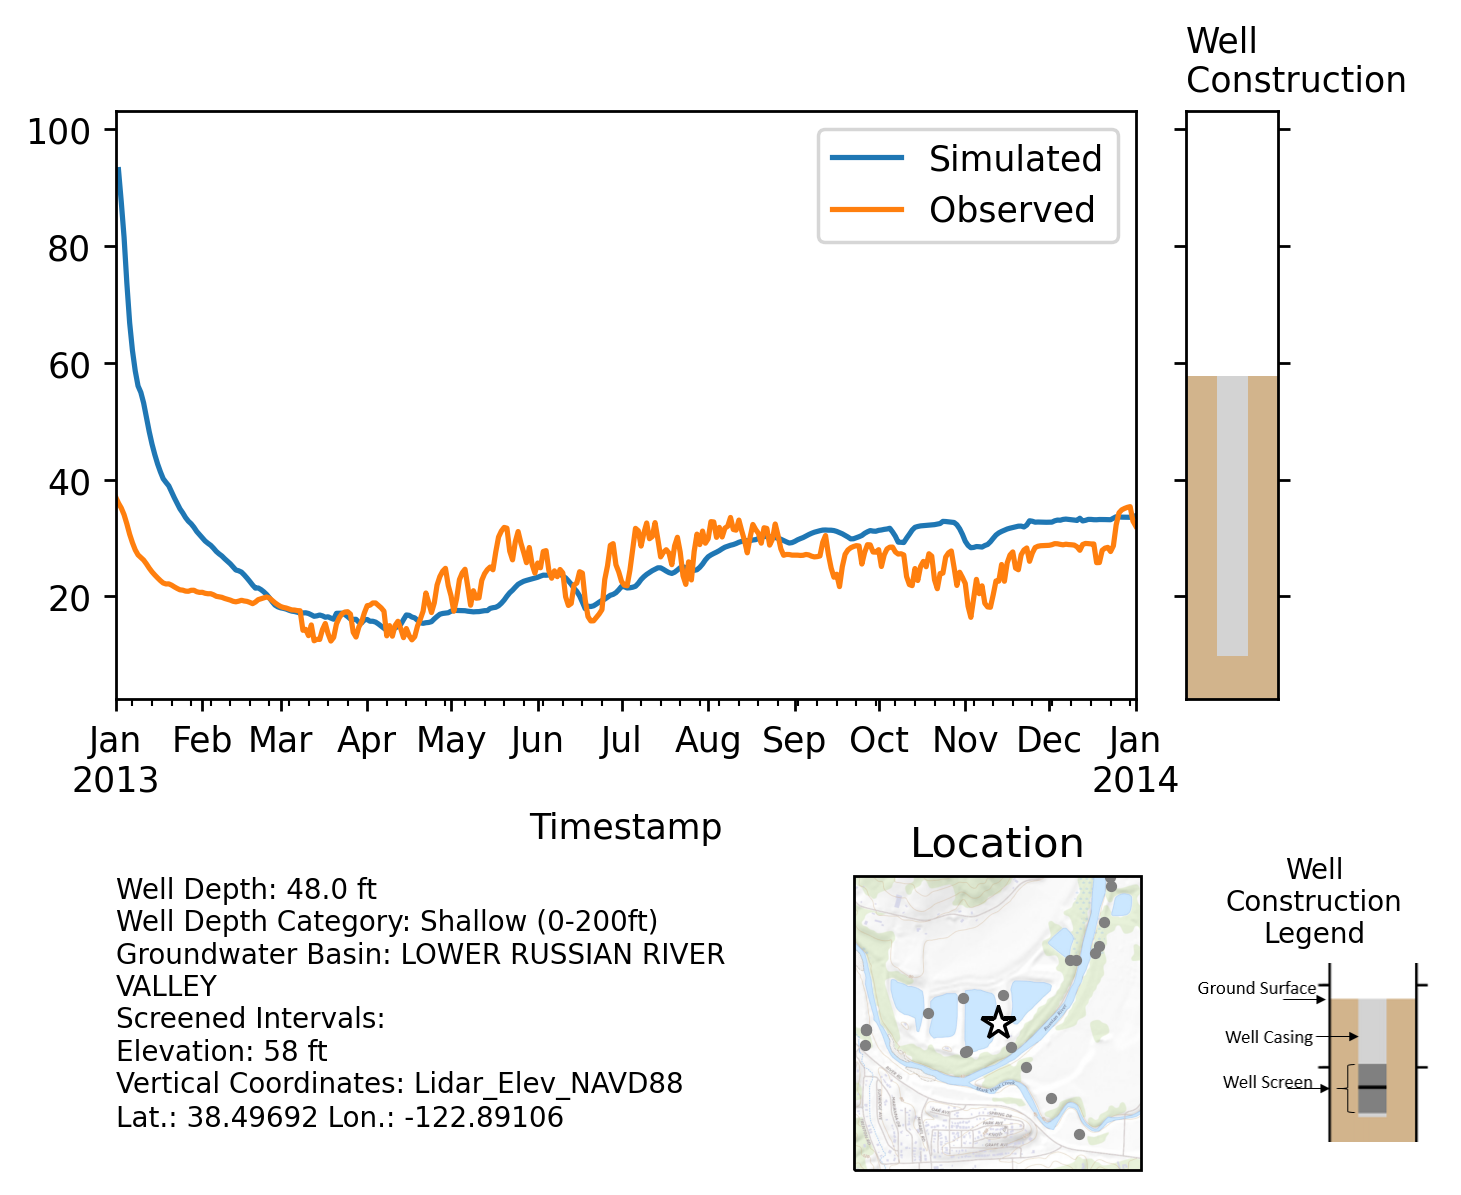 Well
Construction
100
80
60
40
20
Simulated
Observed
Jan Feb Mar Apr May Jun Jul Aug Sep Oct Nov Dec Jan
2013 2014
Timestamp
Well Depth: 48.0 ft
Well Depth Category: Shallow (0-200ft)
Groundwater Basin: LOWER RUSSIAN RIVER
VALLEY
Screened Intervals:
Elevation: 58 ft
Vertical Coordinates: Lidar_Elev_NAVD88
Lat.: 38.49692 Lon.: -122.89106
Location
Well
Construction
Legend
Ground Surface
Well Casing
Well Screen